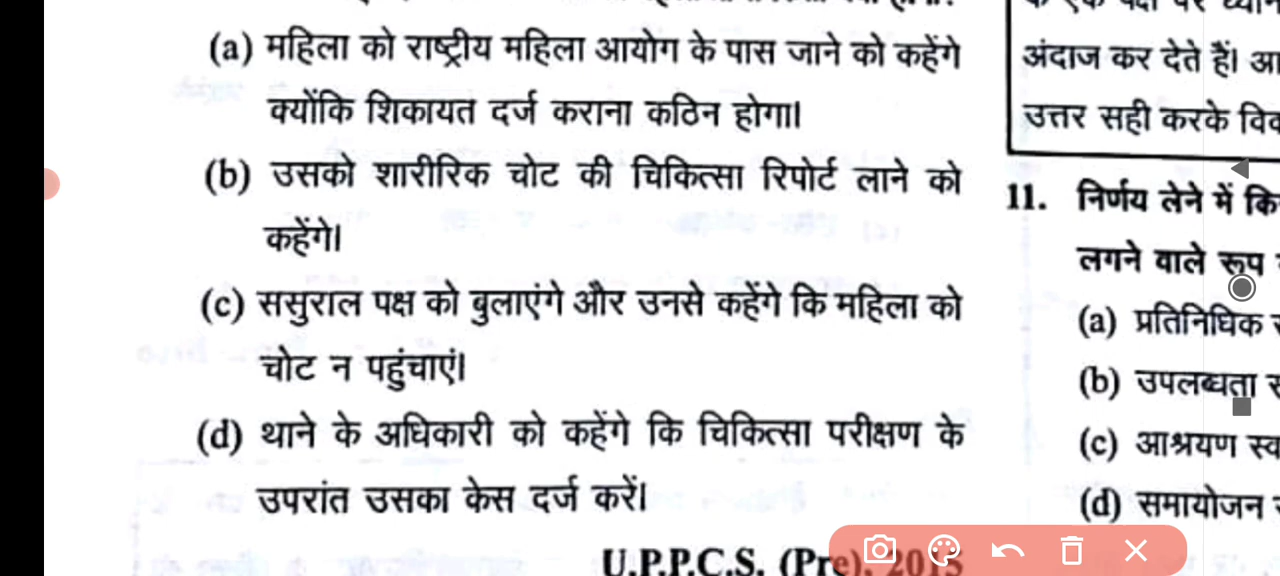 (a) महिला को राष्ट्रीय महिला आयोग के पास जाने को कहेंगे
क्योंकि शिकायत दर्ज कराना कठिन होगा।
(b) उसको शारीरिक चोट की चिकित्सा रिपोर्ट लाने को
कहेंगे।
(c) ससुराल पक्ष को बुलाएंगे और उनसे कहेंगे कि महिला को
चोट न पहुंचाएं।
(d) थाने के अधिकारी को कहेंगे कि चिकित्सा परीक्षण के
उपरांत उसका केस दर्ज करें।
U.P.P.C.S. (Pre). 2013
अंदाज कर देते हैं।
उत्तर सही करके
11. निर्णय लेने में
लगने वाले रूप
(a) प्रतिनिधिक
(b) उपलब्धता
(c) आश्रयण
(d) समायोजन